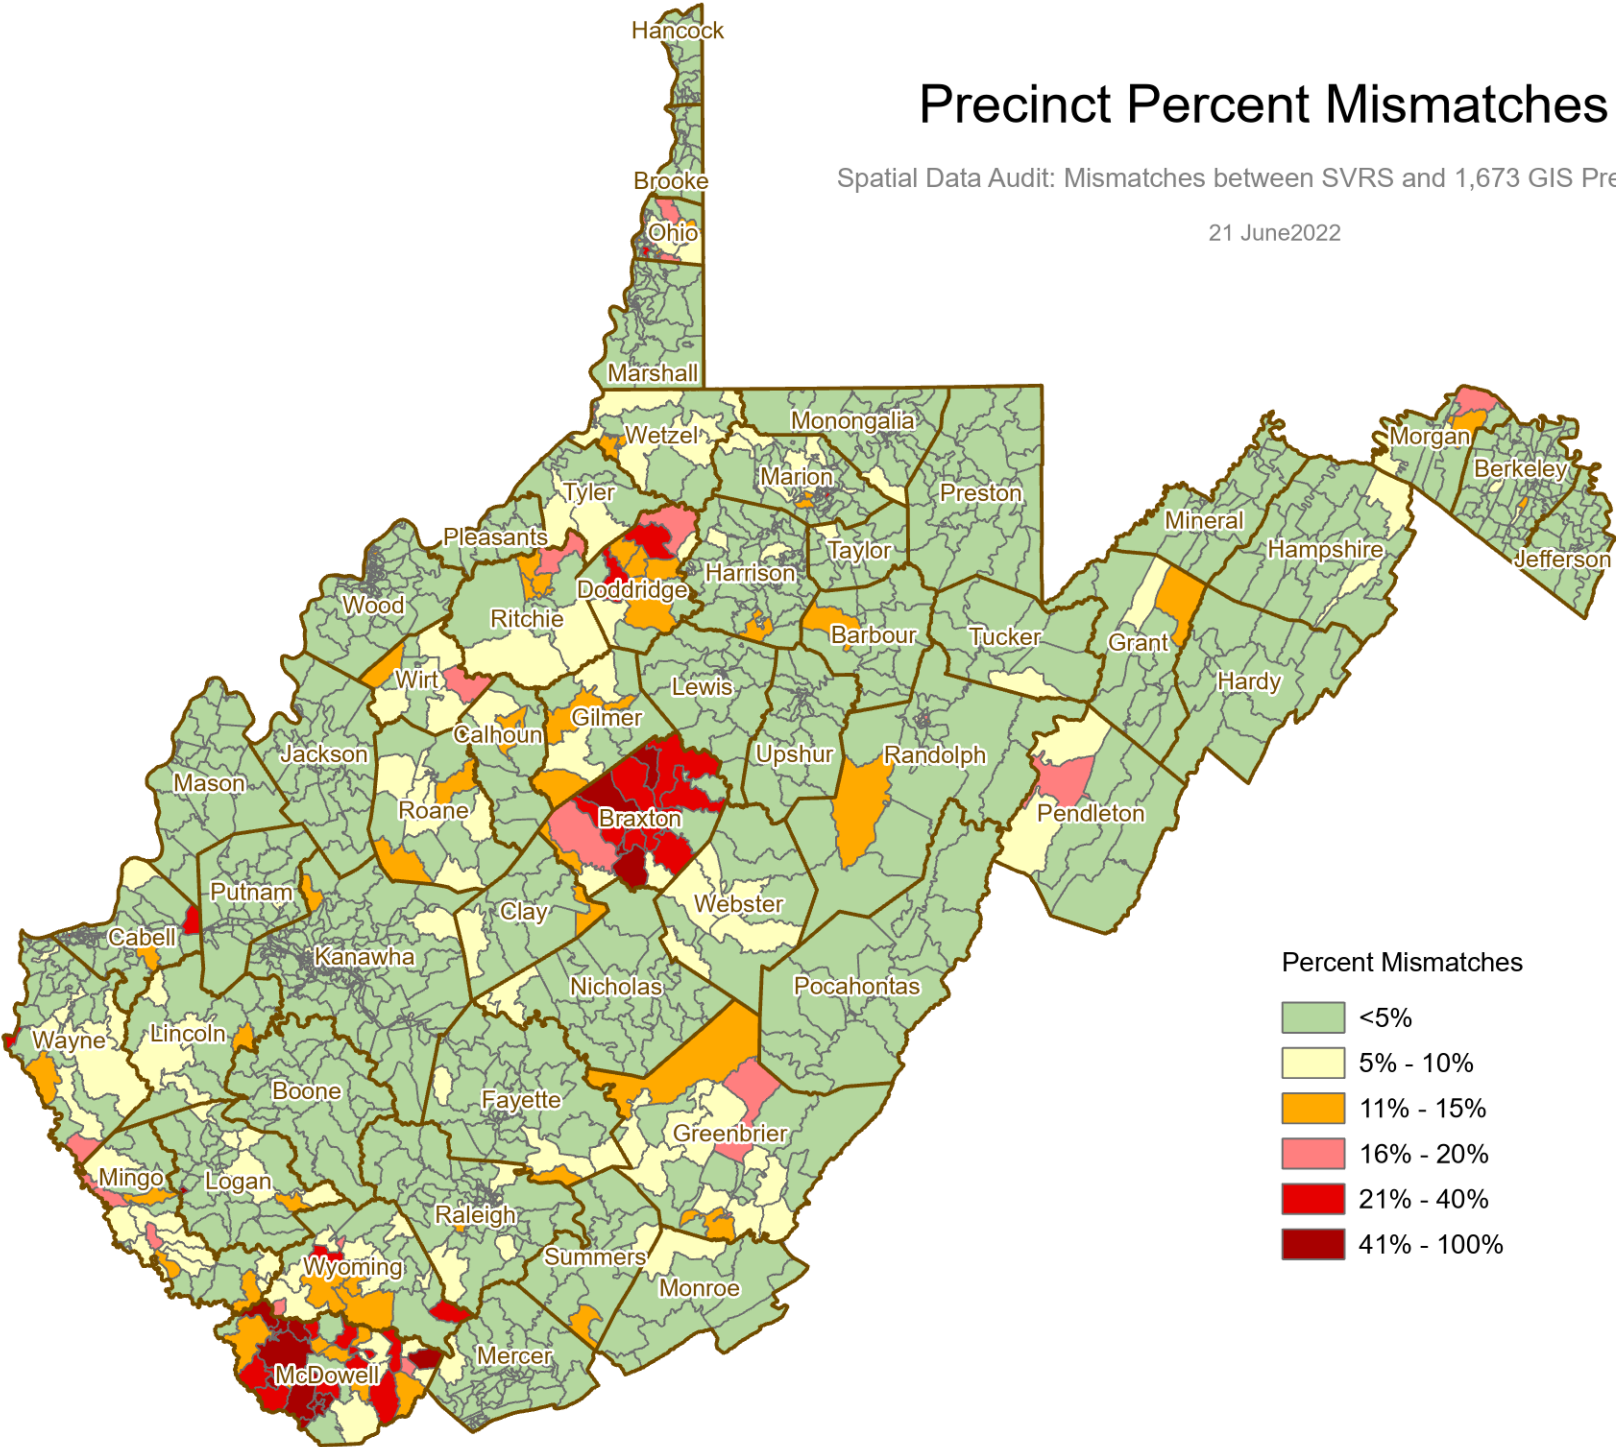 Hancock
Precinct Percent Mismatches
Spatial Data Audit: Mismatches between SVRS and 1,673 GIS Pre
21 June2022
Brooke
Ohio
Marshall
Wetzel
Monongalia
Marion
Preston
Tyler
Pleasants
Taylor
Harrison
Doddridge
Wood
Ritchie
Barbour
Tucker
Morgan
Berkeley
Jefferson
Mineral
Hampshire
Grant
Hardy
Wirt
Lewis
Gilmer
Calhoun
Jackson
Upshur
Randolph
Mason
Roane
Braxton
Pendleton
Putnam
Clay
Webster
Cabell
Kanawha
Nicholas
Pocahontas
Wayne
Lincoln
Boone
Fayette
Greenbrier
Mingo
Logan
Raleigh
Summers
Monroe
Wyoming
Mercer
McDowell
Percent Mismatches
<5%
5% - 10%
11% - 15%
16% - 20%
21% - 40%
41% - 100%